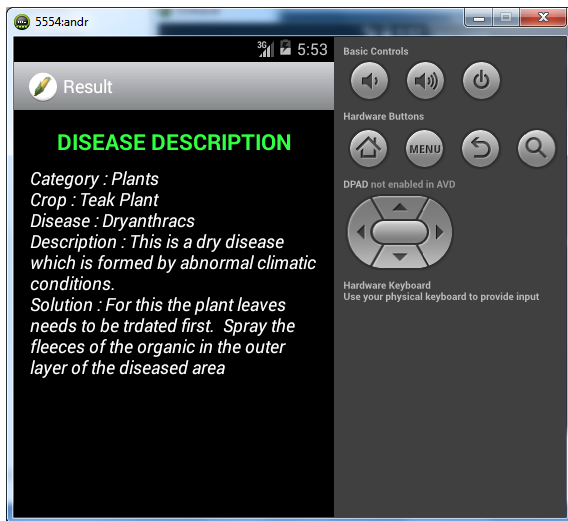 5554:andr
3G 5:53
Result
DISEASE DESCRIPTION
Category : Plants
Crop : Teak Plant
Disease : Dryanthracs
Description : This is a dry disease
which is formed by abnormal climatic
conditions.
Solution : For this the plant leaves
needs to be trdated first.  Spray the
fleeces of the organic in the outer
layer of the diseased area
Basic Controls
Hardware Buttons
MENU
DPAD not enabled in AVD
Hardware Keyboard
Use your physical keyboard to provide input